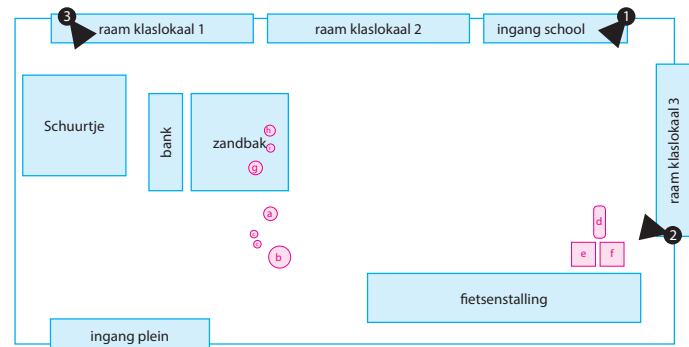 3
raam klaslokaal 1
raam klaslokaal 2
ingang school
1
Schuurtje
bank
zandbak
h
g
raam klaslokaal 3
a
d
b
2
e
f
fietsenstalling
ingang plein